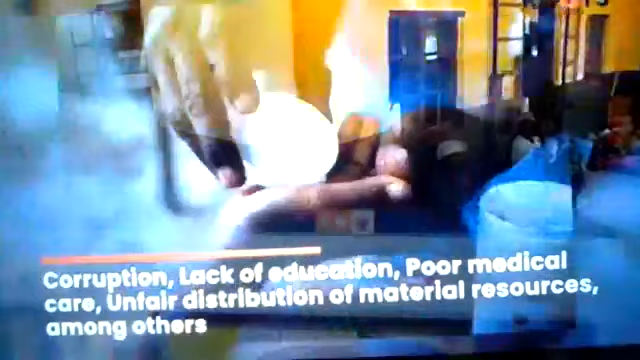 Corruption, Lack of education, Poor medical
care, Unfair distribution of material resources,
among others